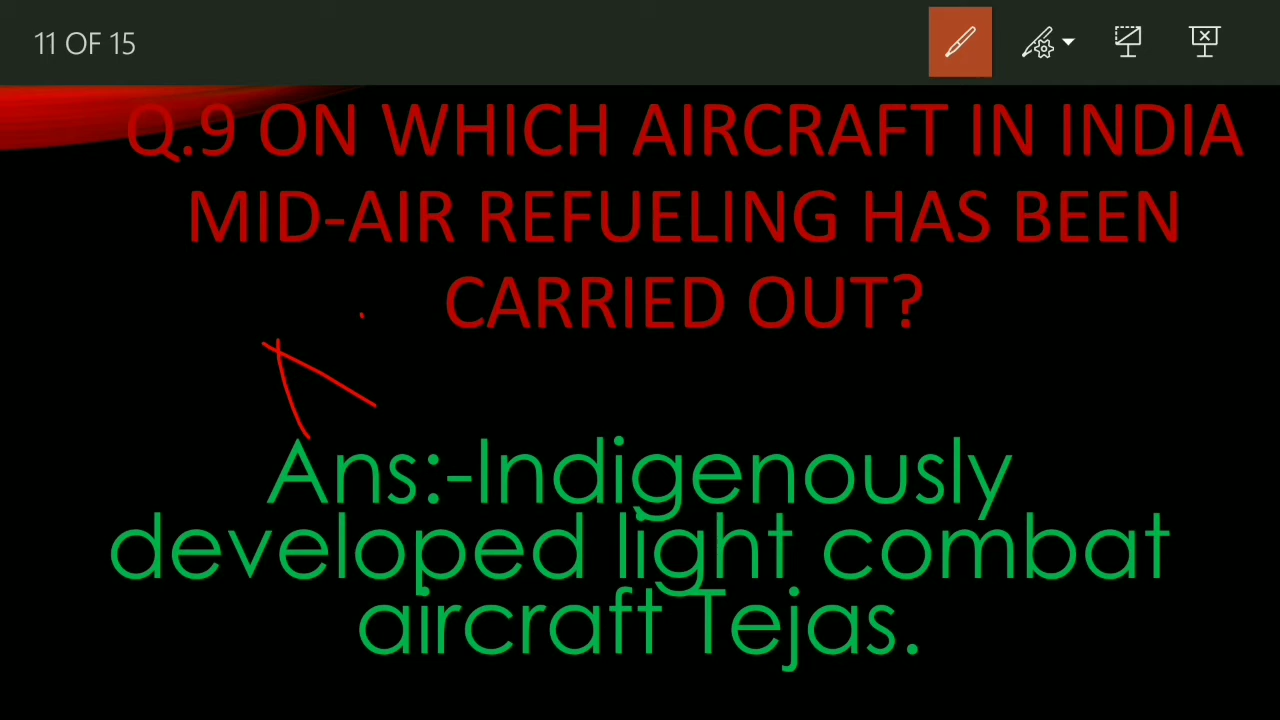 11 OF 15
Q.9 ON WHICH AIRCRAFT IN INDIA
MID-AIR REFUELING HAS BEEN
CARRIED OUT?
Ans:-Indigenously
developed light combat
aircraft Tejas.